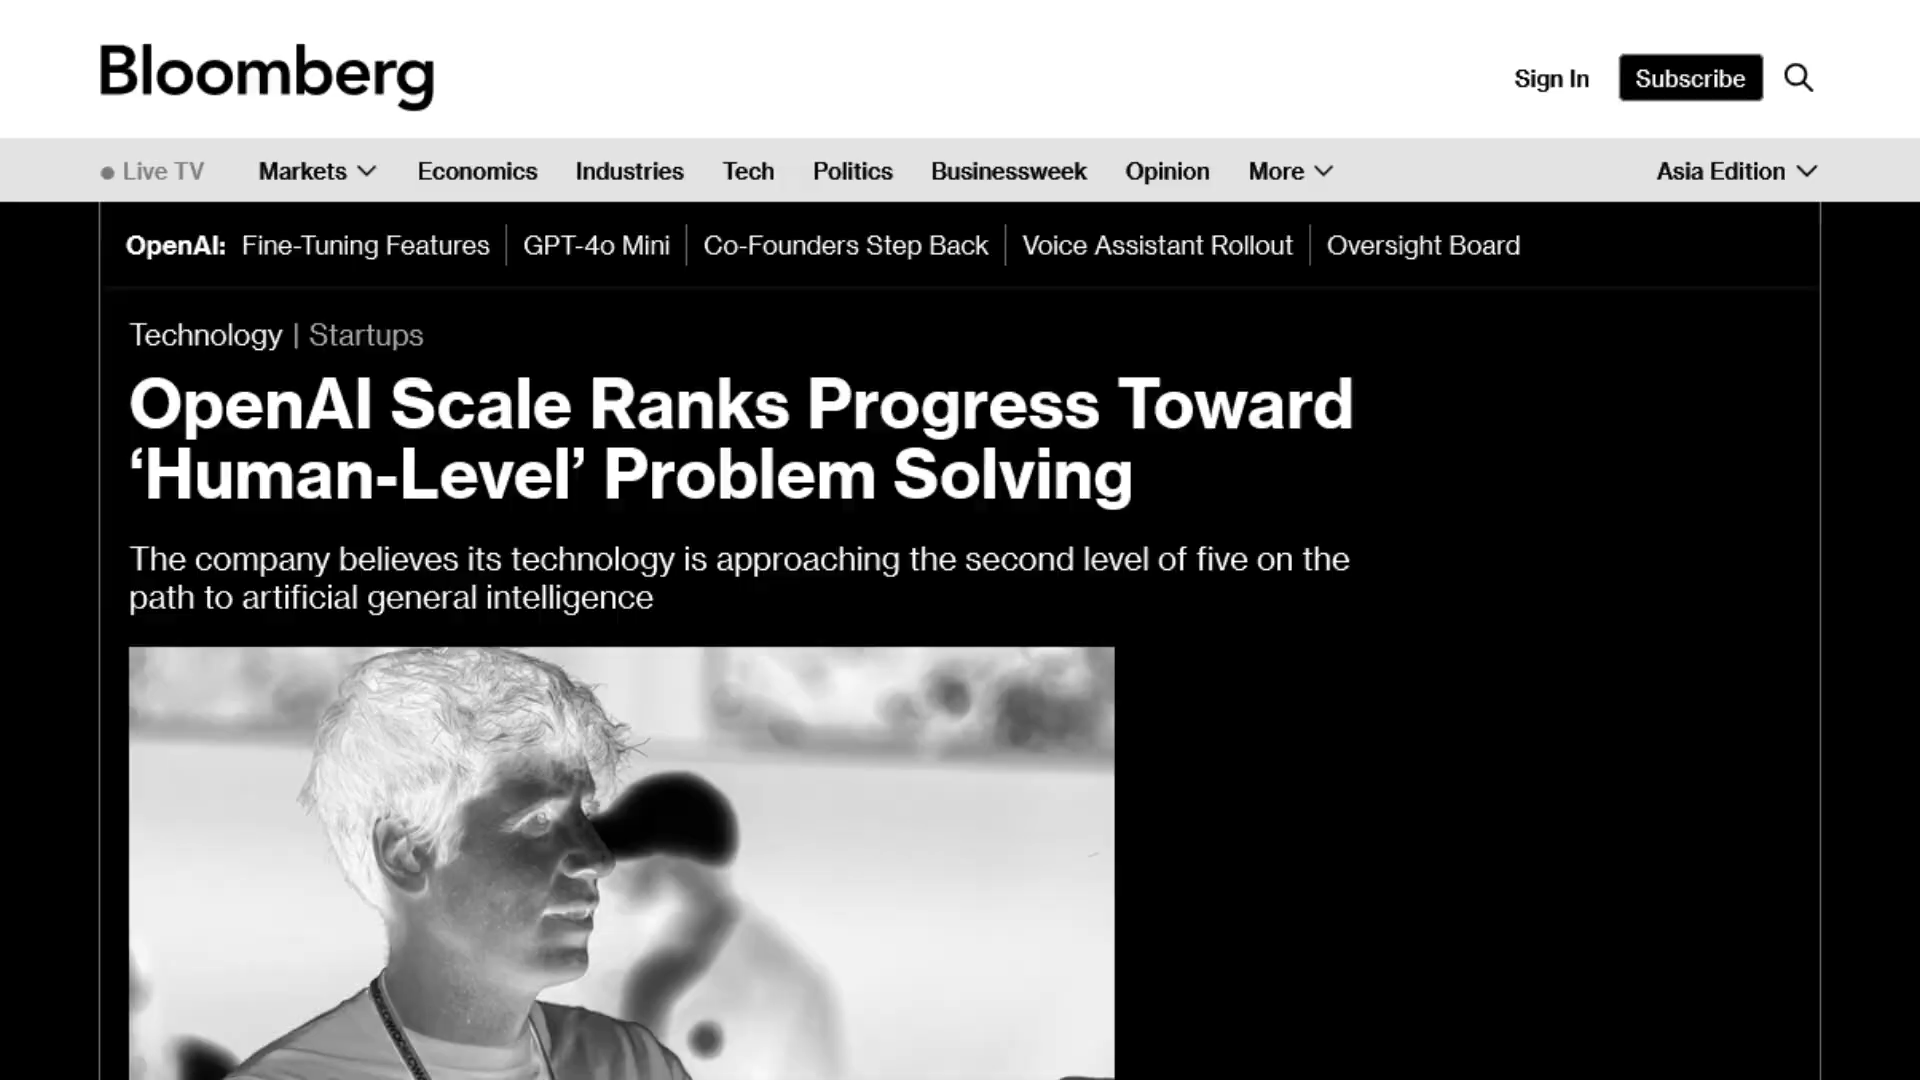 Bloomberg
Sign In
Subscribe
Live TV
Markets
Economics
Industries
Tech
Politics
Businessweek
Opinion
More
Asia Edition
OpenAI: Fine-Tuning Features | GPT-4o Mini | Co-Founders Step Back | Voice Assistant Rollout | Oversight Board
Technology | Startups
OpenAI Scale Ranks Progress Toward
‘Human-Level’ Problem Solving
The company believes its technology is approaching the second level of five on the
path to artificial general intelligence